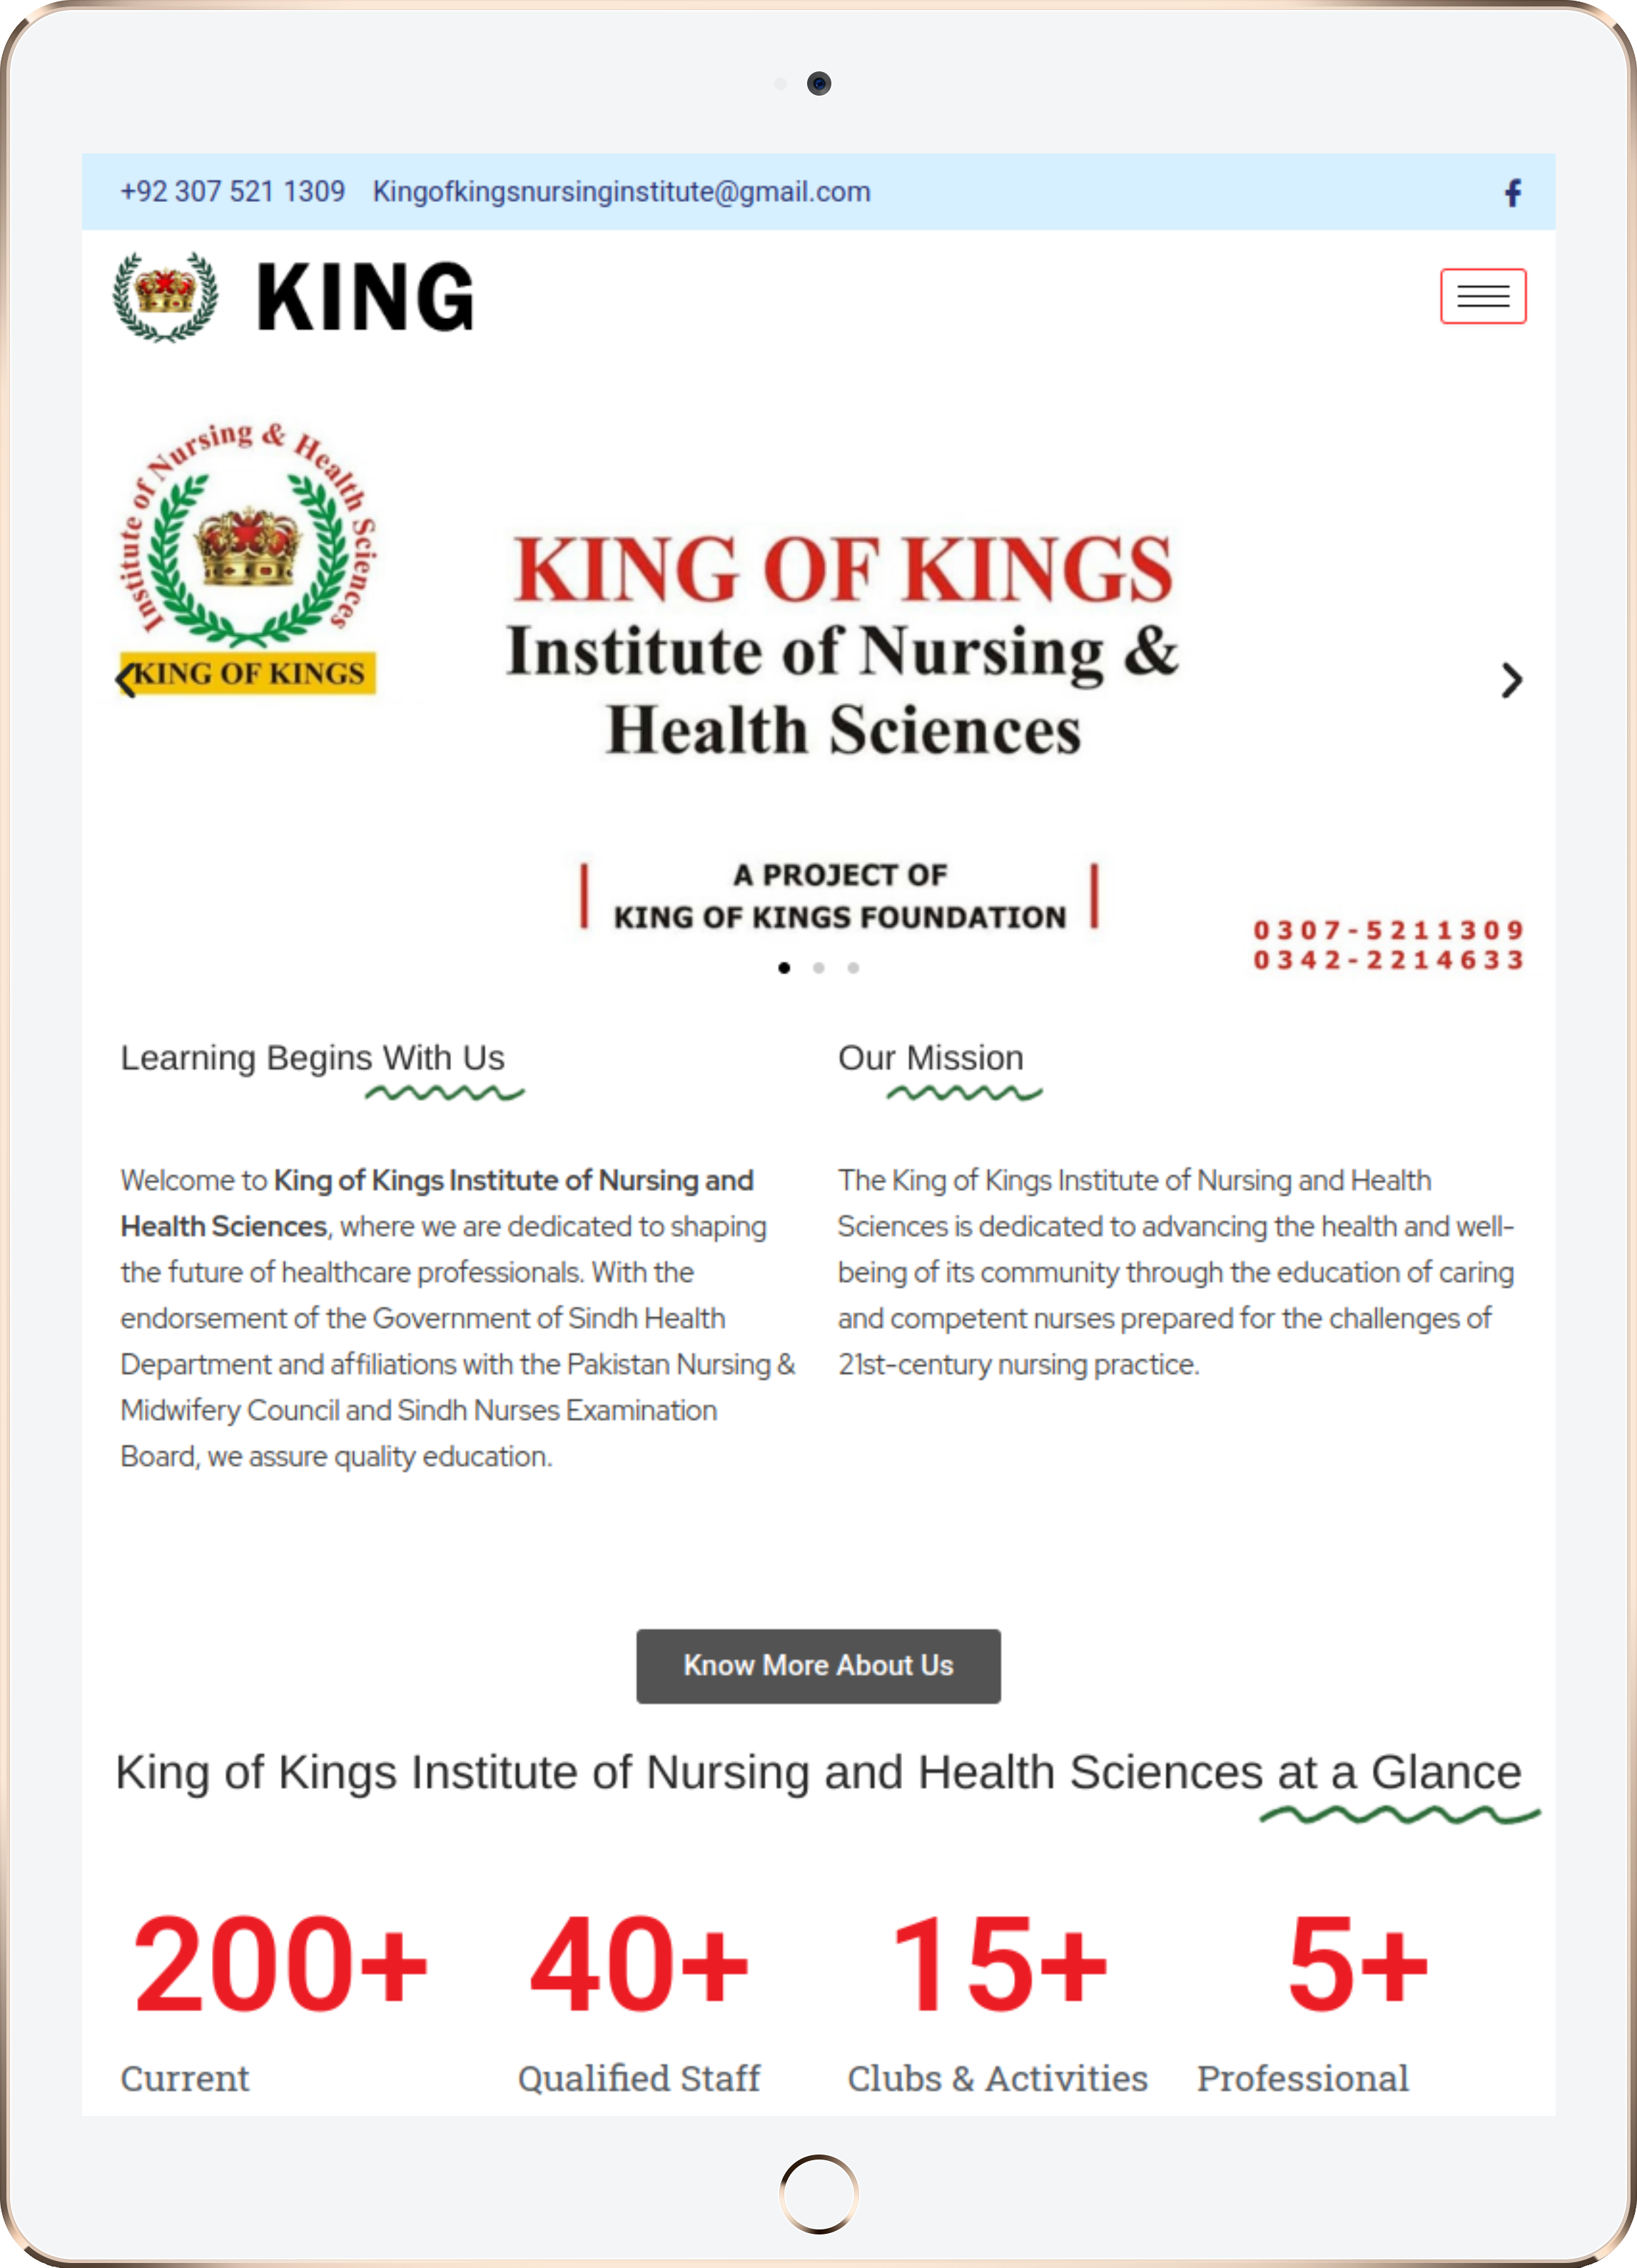 +92 307 521 1309 Kingofkingsnursinginstitute@gmail.com
KING
Institute of Nursing & Health Sciences
KING OF KINGS
KING OF KINGS
Institute of Nursing &
Health Sciences
A PROJECT OF
KING OF KINGS FOUNDATION
0307-5211309
0342-2214633
Learning Begins With Us
Welcome to King of Kings Institute of Nursing and
Health Sciences, where we are dedicated to shaping
the future of healthcare professionals. With the
endorsement of the Government of Sindh Health
Department and affiliations with the Pakistan Nursing &
Midwifery Council and Sindh Nurses Examination
Board, we assure quality education.
Our Mission
The King of Kings Institute of Nursing and Health
Sciences is dedicated to advancing the health and well-
being of its community through the education of caring
and competent nurses prepared for the challenges of
21st-century nursing practice.
Know More About Us
King of Kings Institute of Nursing and Health Sciences at a Glance
200+ 40+ 15+ 5+
Current Qualified Staff Clubs & Activities Professional